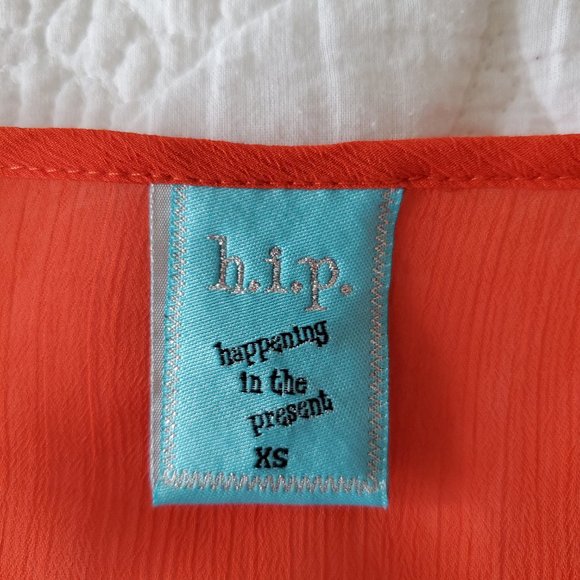 h.i.p.
happening
in the
present
XS